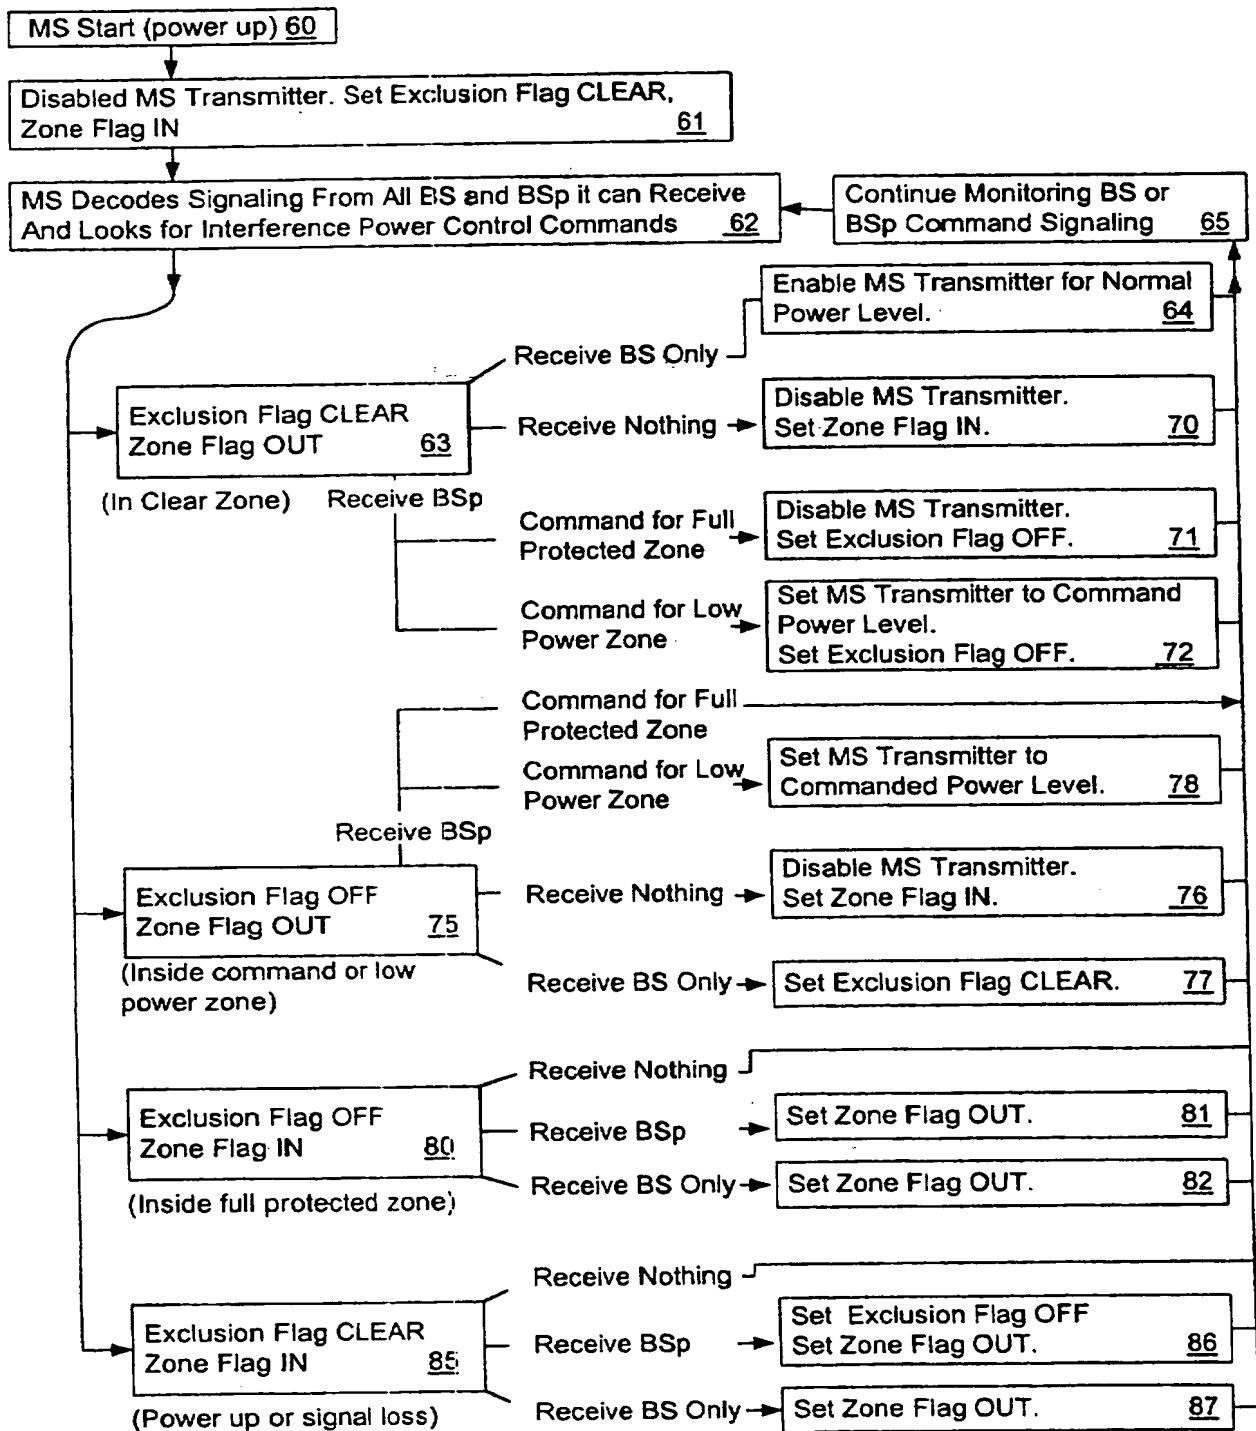 MS Start (power up) 60
Disabled MS Transmitter. Set Exclusion Flag CLEAR,
Zone Flag IN 61
MS Decodes Signaling From All BS and BSp it can Receive
And Looks for Interference Power Control Commands 62
Continue Monitoring BS or
BSp Command Signaling 65
Enable MS Transmitter for Normal
Power Level. 64
Receive BS Only
Exclusion Flag CLEAR
Zone Flag OUT 63
(In Clear Zone)
Receive Nothing
Disable MS Transmitter.
Set Zone Flag IN. 70
Receive BSp
Command for Full
Protected Zone
Disable MS Transmitter.
Set Exclusion Flag OFF. 71
Command for Low
Power Zone
Set MS Transmitter to Command
Power Level.
Set Exclusion Flag OFF. 72
Command for Full
Protected Zone
Command for Low
Power Zone
Set MS Transmitter to
Commanded Power Level. 78
Receive BSp
Exclusion Flag OFF
Zone Flag OUT 75
(Inside command or low
power zone)
Receive Nothing
Disable MS Transmitter.
Set Zone Flag IN. 76
Receive BS Only
Set Exclusion Flag CLEAR. 77
Receive Nothing
Exclusion Flag OFF
Zone Flag IN 80
(Inside full protected zone)
Receive BSp
Set Zone Flag OUT. 81
Receive BS Only
Set Zone Flag OUT. 82
Receive Nothing
Exclusion Flag CLEAR
Zone Flag IN 85
(Power up or signal loss)
Receive BSp
Set Exclusion Flag OFF
Set Zone Flag OUT. 86
Receive BS Only
Set Zone Flag OUT. 87